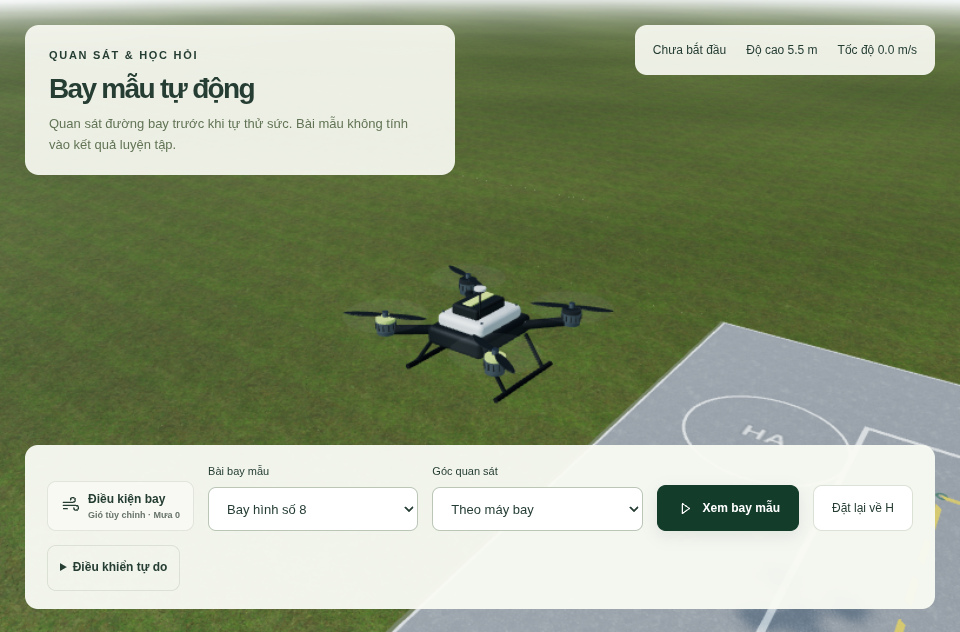 QUAN SÁT & HỌC HỎI
Bay mẫu tự động
Quan sát đường bay trước khi tự thử sức. Bài mẫu không tính
vào kết quả luyện tập.
Chưa bắt đầu Độ cao 5.5 m Tốc độ 0.0 m/s
HA
Bài bay mẫu
Góc quan sát
Điều kiện bay
Gió tùy chỉnh · Mưa 0
Bay hình số 8
Theo máy bay
Xem bay mẫu
Đặt lại về H
Điều khiển tự do